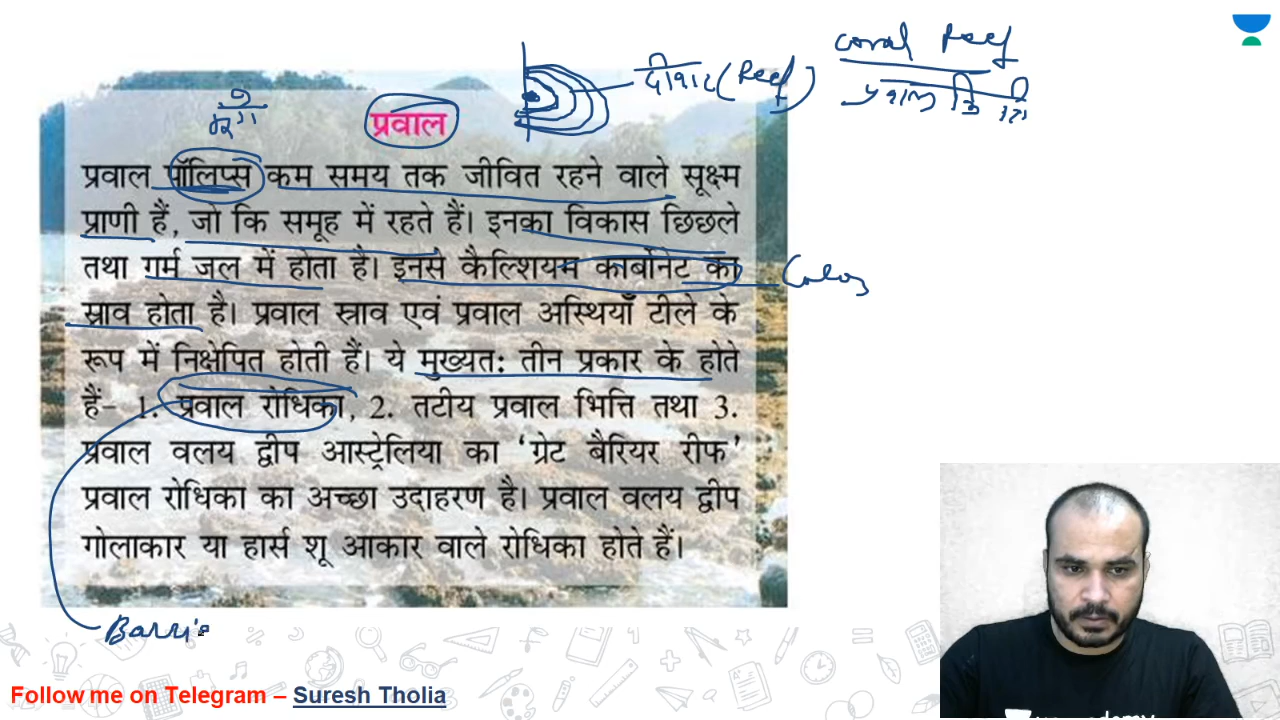 coral Reef
दीवार (Reef)
प्रवाल
प्रवाल पॉलिप्स कम समय तक जीवित रहने वाले सूक्ष्म
प्राणी हैं, जो कि समूह में रहते हैं। इनका विकास छिछले
तथा गर्म जल में होता है। इनसे कैल्शियम कार्बोनेट का
स्राव होता है। प्रवाल स्राव एवं प्रवाल अस्थियाँ टीले के
रूप में निक्षेपित होती हैं। ये मुख्यत: तीन प्रकार के होते
हैं- 1. प्रवाल रोधिका, 2. तटीय प्रवाल भित्ति तथा 3.
प्रवाल वलय द्वीप आस्ट्रेलिया का ‘ग्रेट बैरियर रीफ’
प्रवाल रोधिका का अच्छा उदाहरण है। प्रवाल वलय द्वीप
गोलाकार या हार्स शू आकार वाले रोधिका होते हैं।
Barrie
Follow me on Telegram – Suresh Tholia